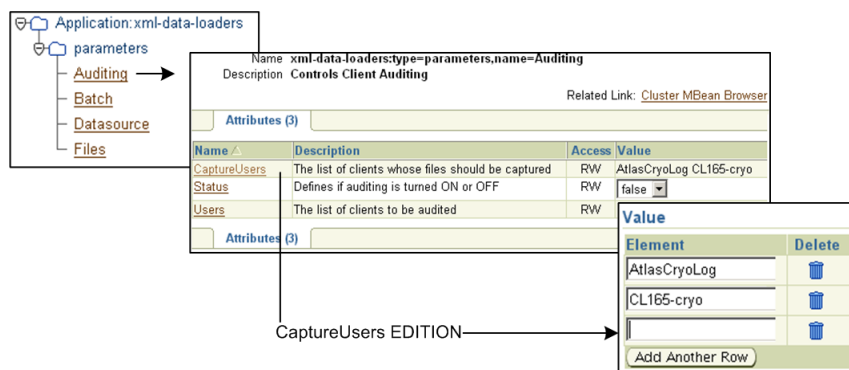 Application:xml-data-loaders
parameters
Auditing
Batch
Datasource
Files
Name xml-data-loaders:type=parameters,name=Auditing
Description Controls Client Auditing
Related Link: Cluster MBean Browser
Attributes (3)
Name Description Access Value
CaptureUsers The list of clients whose files should be captured RW AtlasCryoLog CL165-cryo
Status Defines if auditing is turned ON or OFF RW false
Users The list of clients to be audited RW
Attributes (3)
Value
Element Delete
AtlasCryoLog
CL165-cryo
Add Another Row
CaptureUsers EDITION